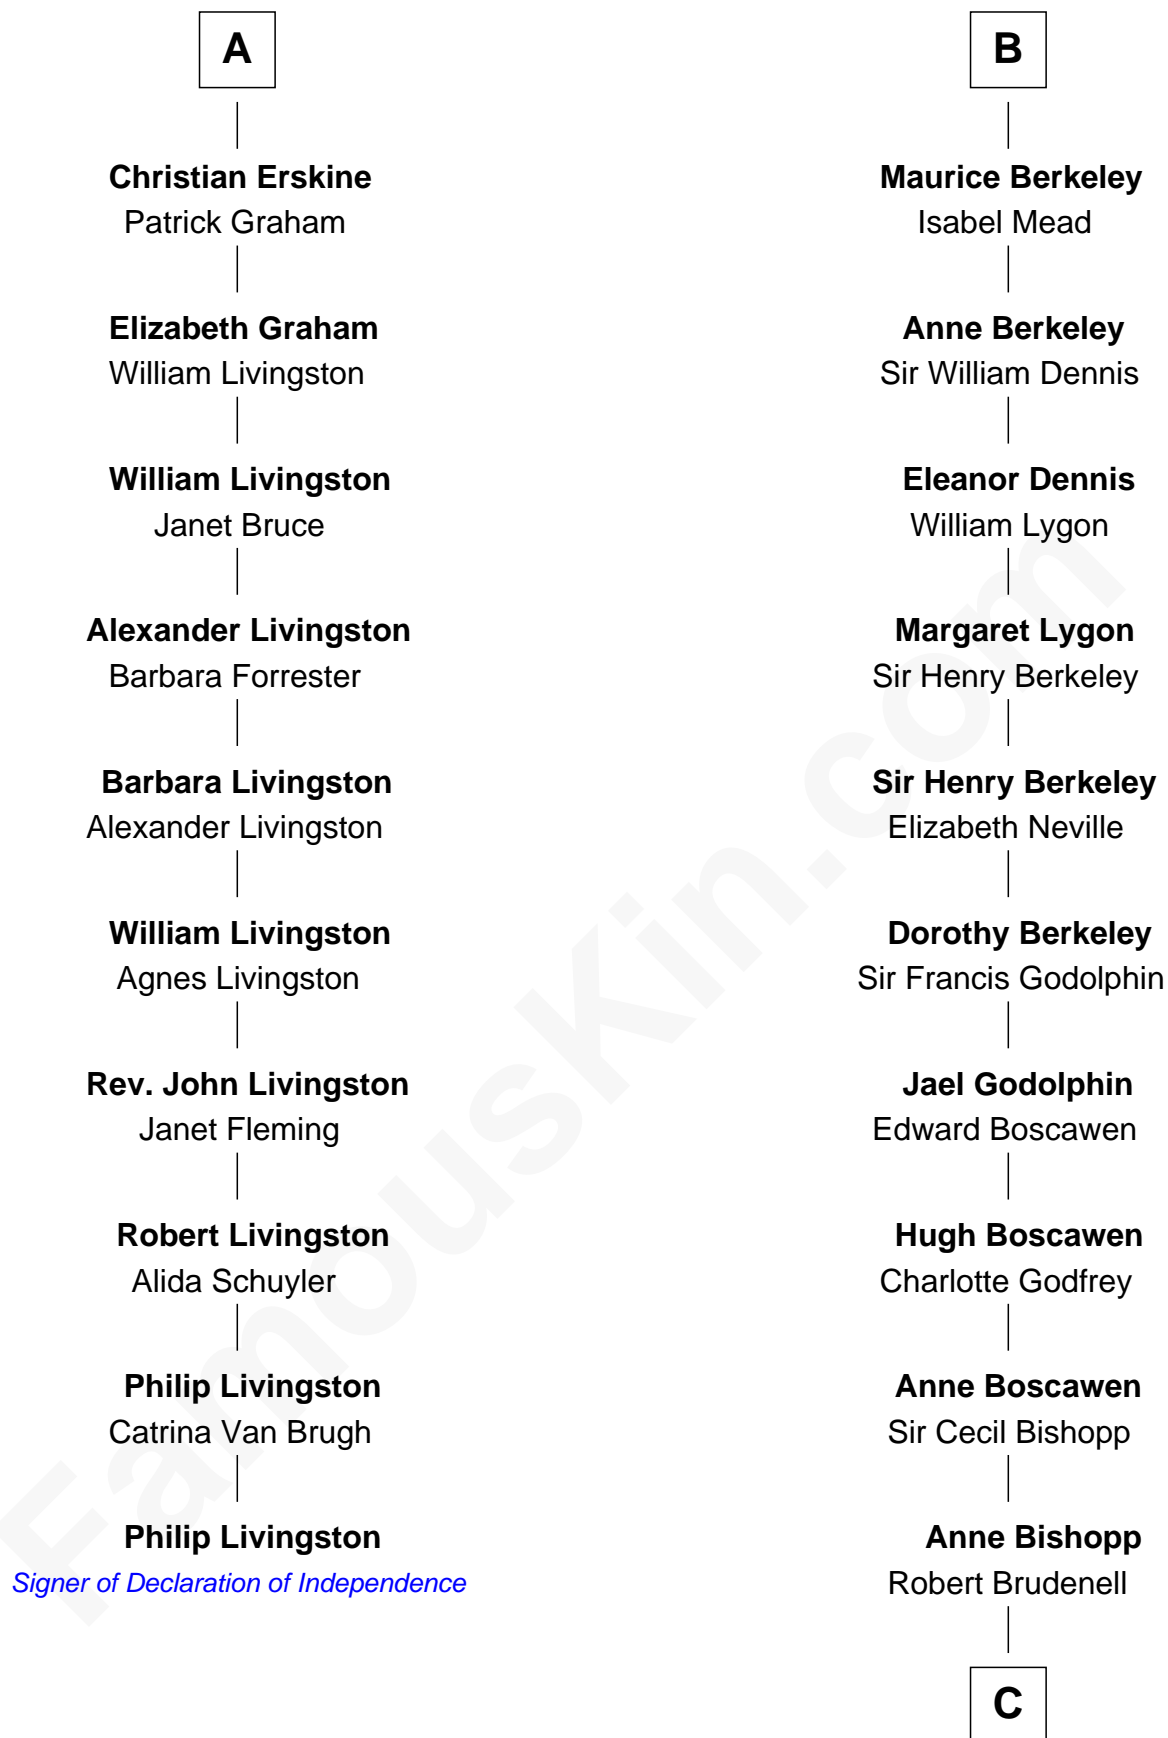 A
Christian Erskine
Patrick Graham
Elizabeth Graham
William Livingston
William Livingston
Janet Bruce
Alexander Livingston
Barbara Forrester
Barbara Livingston
Alexander Livingston
William Livingston
Agnes Livingston
Rev. John Livingston
Janet Fleming
Robert Livingston
Alida Schuyler
Philip Livingston
Catrina Van Brugh
Philip Livingston
Signer of Declaration of Independence
B
Maurice Berkeley
Isabel Mead
Anne Berkeley
Sir William Dennis
Eleanor Dennis
William Lygon
Margaret Lygon
Sir Henry Berkeley
Sir Henry Berkeley
Elizabeth Neville
Dorothy Berkeley
Sir Francis Godolphin
Jael Godolphin
Edward Boscawen
Hugh Boscawen
Charlotte Godfrey
Anne Boscawen
Sir Cecil Bishopp
Anne Bishopp
Robert Brudenell
C
FamousKin.com